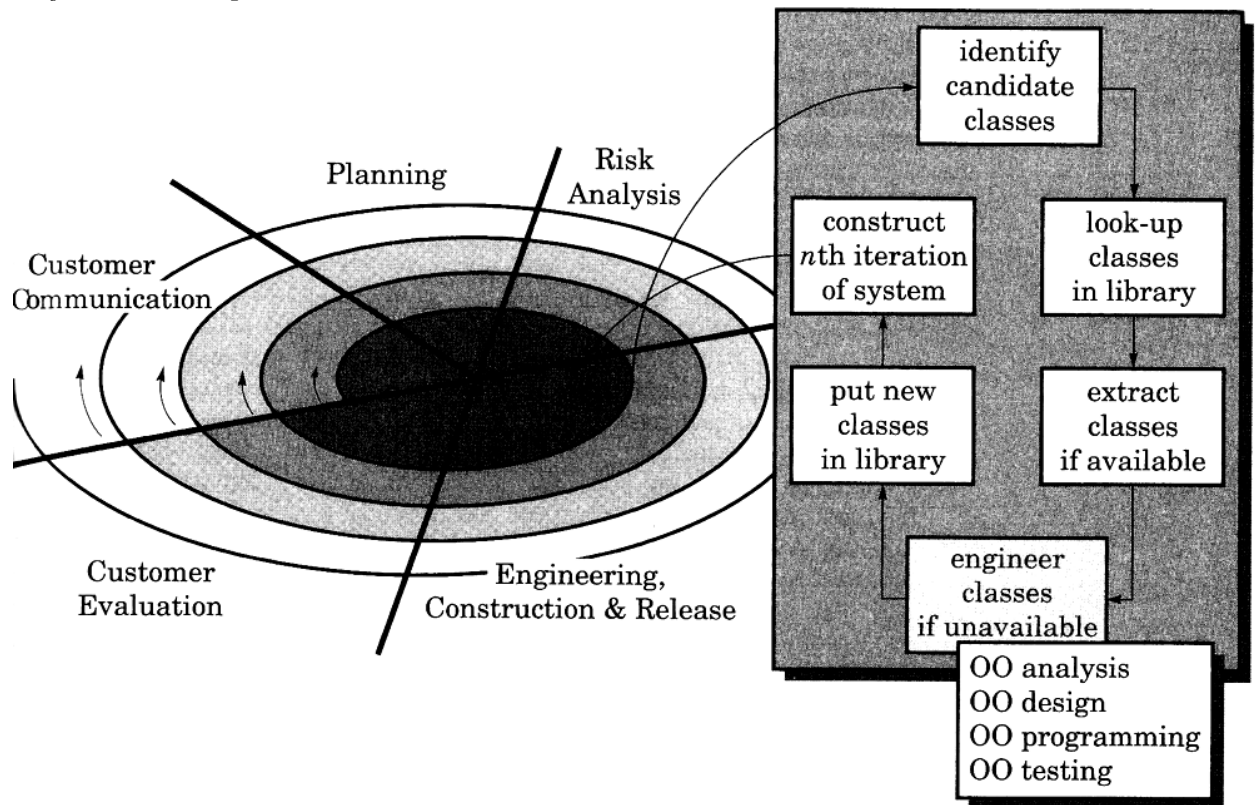 Planning
Risk
Analysis
Customer
Communication
Customer
Evaluation
Engineering,
Construction & Release
identify
candidate
classes
construct
nth iteration
of system
look-up
classes
in library
put new
classes
in library
extract
classes
if available
engineer
classes
if unavailable
OO analysis
OO design
OO programming
OO testing